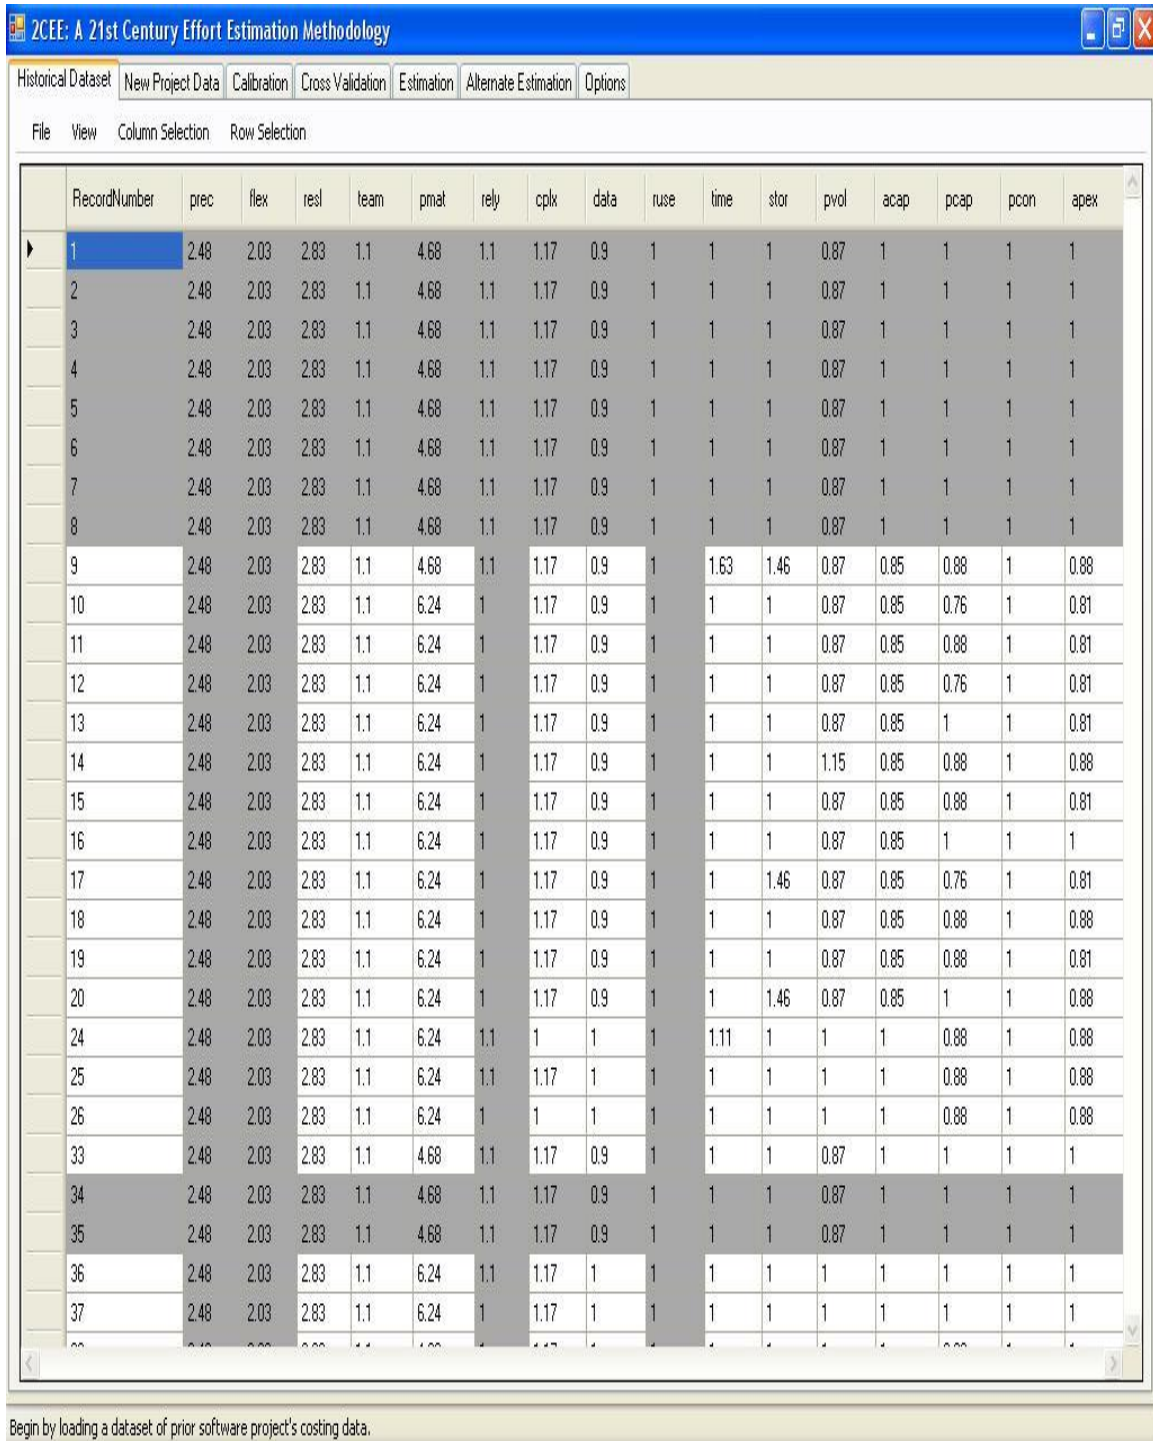 2CEE: A 21st Century Effort Estimation Methodology
Historical Dataset New Project Data Calibration Cross Validation Estimation Alternate Estimation Options
File View Column Selection Row Selection
RecordNumber prec flex resl team pmat rely cplx data ruse time stor pvol acap pcap pcon apex
1 2.48 2.03 2.83 1.1 4.68 1.1 1.17 0.9 1 1 1 0.87 1 1 1 1
2 2.48 2.03 2.83 1.1 4.68 1.1 1.17 0.9 1 1 1 0.87 1 1 1 1
3 2.48 2.03 2.83 1.1 4.68 1.1 1.17 0.9 1 1 1 0.87 1 1 1 1
4 2.48 2.03 2.83 1.1 4.68 1.1 1.17 0.9 1 1 1 0.87 1 1 1 1
5 2.48 2.03 2.83 1.1 4.68 1.1 1.17 0.9 1 1 1 0.87 1 1 1 1
6 2.48 2.03 2.83 1.1 4.68 1.1 1.17 0.9 1 1 1 0.87 1 1 1 1
7 2.48 2.03 2.83 1.1 4.68 1.1 1.17 0.9 1 1 1 0.87 1 1 1 1
8 2.48 2.03 2.83 1.1 4.68 1.1 1.17 0.9 1 1 1 0.87 1 1 1 1
9 2.48 2.03 2.83 1.1 4.68 1.1 1.17 0.9 1 1.63 1.46 0.87 0.85 0.88 1 0.88
10 2.48 2.03 2.83 1.1 6.24 1 1.17 0.9 1 1 1 0.87 0.85 0.76 1 0.81
11 2.48 2.03 2.83 1.1 6.24 1 1.17 0.9 1 1 1 0.87 0.85 0.88 1 0.81
12 2.48 2.03 2.83 1.1 6.24 1 1.17 0.9 1 1 1 0.87 0.85 0.76 1 0.81
13 2.48 2.03 2.83 1.1 6.24 1 1.17 0.9 1 1 1 0.87 0.85 1 1 0.81
14 2.48 2.03 2.83 1.1 6.24 1 1.17 0.9 1 1 1 1.15 0.85 0.88 1 0.88
15 2.48 2.03 2.83 1.1 6.24 1 1.17 0.9 1 1 1 0.87 0.85 0.88 1 0.81
16 2.48 2.03 2.83 1.1 6.24 1 1.17 0.9 1 1 1 0.87 0.85 1 1 1
17 2.48 2.03 2.83 1.1 6.24 1 1.17 0.9 1 1 1.46 0.87 0.85 0.76 1 0.81
18 2.48 2.03 2.83 1.1 6.24 1 1.17 0.9 1 1 1 0.87 0.85 0.88 1 0.88
19 2.48 2.03 2.83 1.1 6.24 1 1.17 0.9 1 1 1 0.87 0.85 0.88 1 0.81
20 2.48 2.03 2.83 1.1 6.24 1 1.17 0.9 1 1 1.46 0.87 0.85 1 1 0.88
24 2.48 2.03 2.83 1.1 6.24 1.1 1 1 1 1.11 1 1 1 0.88 1 0.88
25 2.48 2.03 2.83 1.1 6.24 1.1 1.17 1 1 1 1 1 1 0.88 1 0.88
26 2.48 2.03 2.83 1.1 6.24 1 1 1 1 1 1 1 1 0.88 1 0.88
33 2.48 2.03 2.83 1.1 4.68 1.1 1.17 0.9 1 1 1 0.87 1 1 1 1
34 2.48 2.03 2.83 1.1 4.68 1.1 1.17 0.9 1 1 1 0.87 1 1 1 1
35 2.48 2.03 2.83 1.1 4.68 1.1 1.17 0.9 1 1 1 0.87 1 1 1 1
36 2.48 2.03 2.83 1.1 6.24 1.1 1.17 1 1 1 1 1 1 1 1 1
37 2.48 2.03 2.83 1.1 6.24 1 1.17 1 1 1 1 1 1 1 1 1
Begin by loading a dataset of prior software project's costing data.